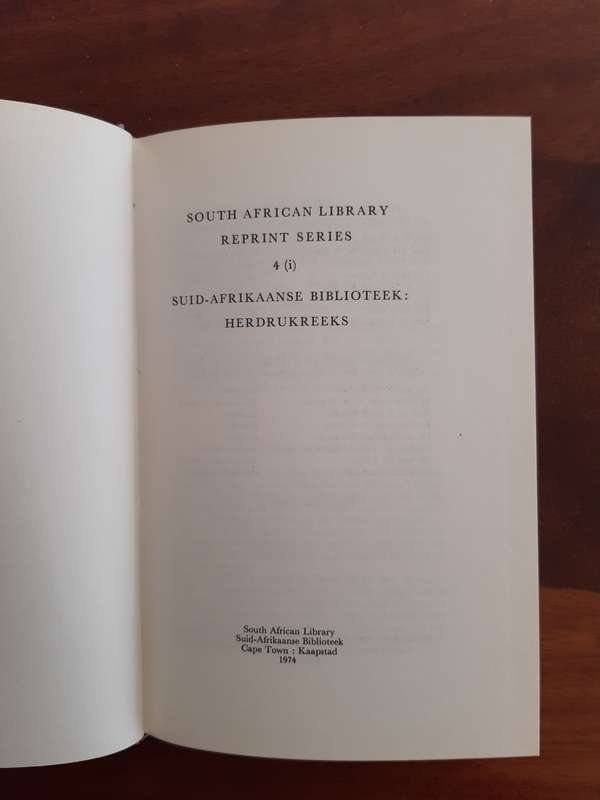 SOUTH AFRICAN LIBRARY
REPRINT SERIES
4 (i)
SUID-AFRIKAANSE BIBLIOTEEK:
HERDRUKREEKS
South African Library
Suid-Afrikaanse Biblioteek
Cape Town : Kaapstad
1974